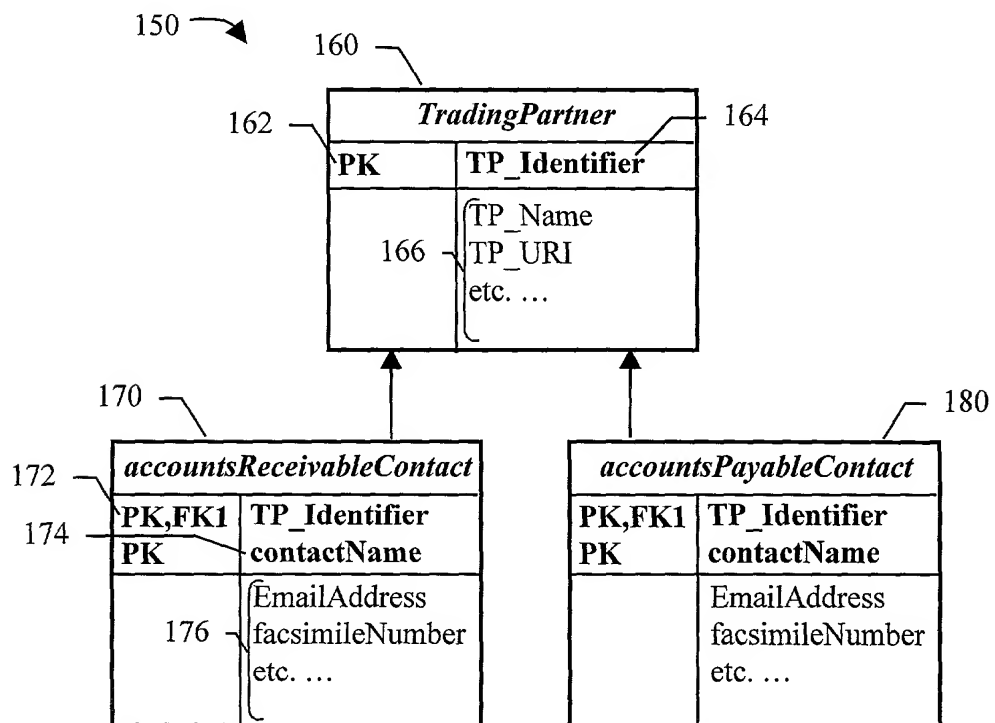 150
160
TradingPartner
162
164
PK TP_Identifier
TP_Name
166
TP_URI
etc. ...
170
180
accountsReceivableContact
172
PK,FK1 TP_Identifier
174
PK contactName
EmailAddress
176
facsimileNumber
etc. ...
accountsPayableContact
PK,FK1 TP_Identifier
PK contactName
EmailAddress
facsimileNumber
etc. ...